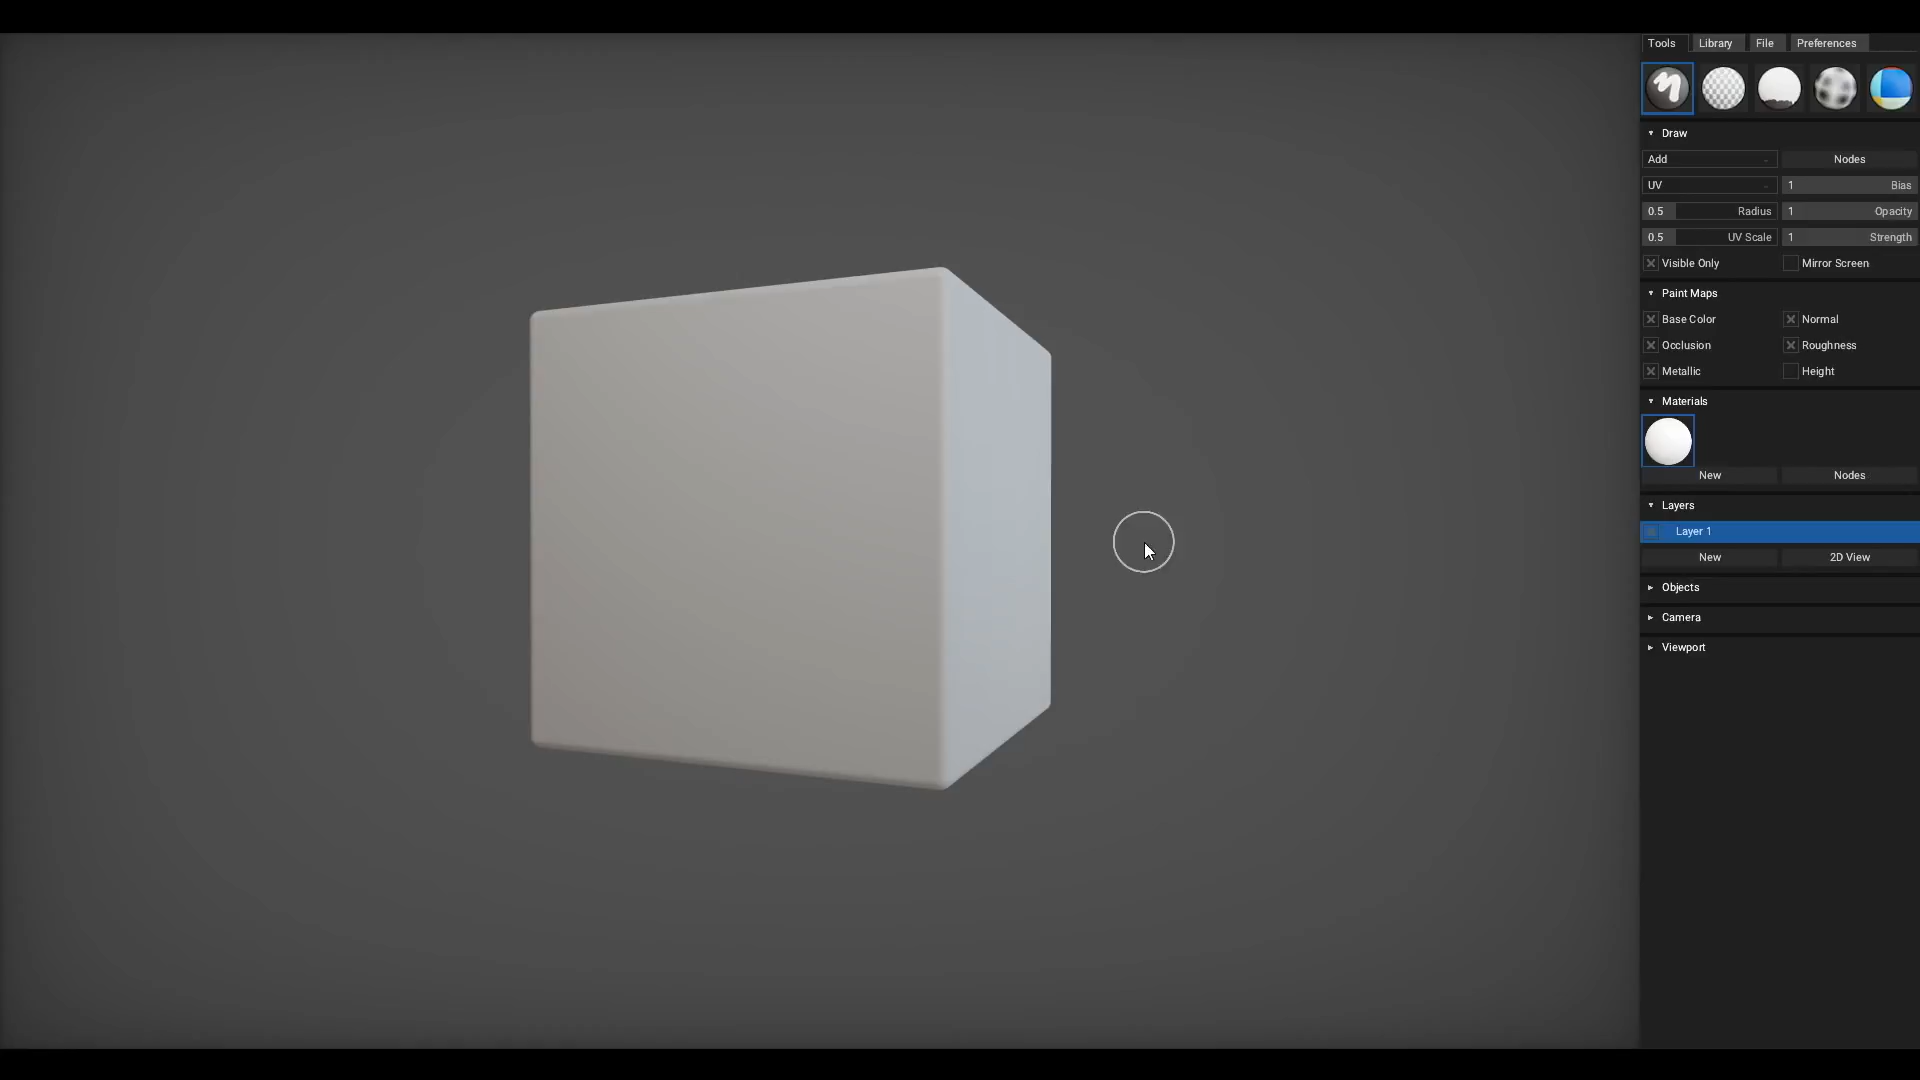 Tools Library File Preferences
Draw
Add Nodes
UV 1 Bias
0.5 Radius 1 Opacity
0.5 UV Scale 1 Strength
Visible Only Mirror Screen
Paint Maps
Base Color Normal
Occlusion Roughness
Metallic Height
Materials
New Nodes
Layers
Layer 1
New 2D View
Objects
Camera
Viewport